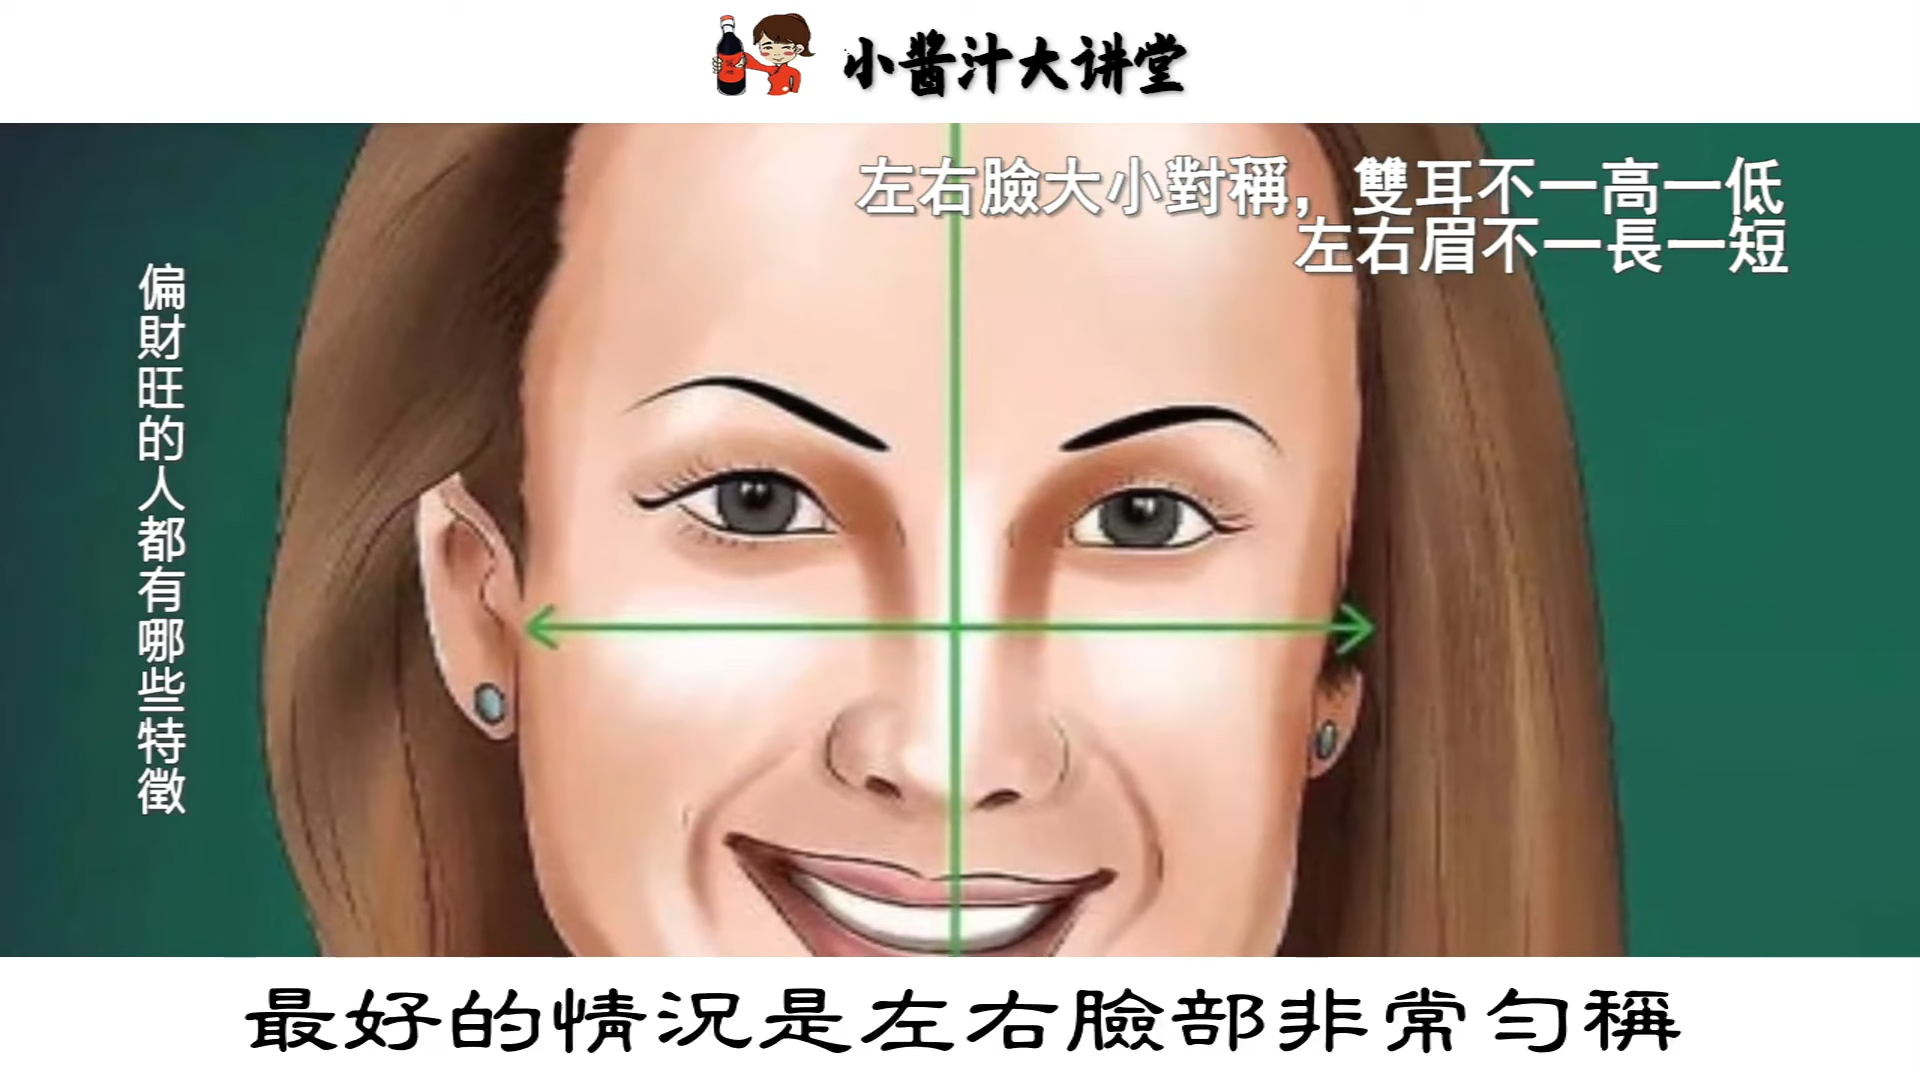 小酱汁大讲堂
左右臉大小對稱，雙耳不一高一低
左右眉不一長一短
偏財旺的人都有哪些特徵
最好的情況是左右臉部非常勻稱